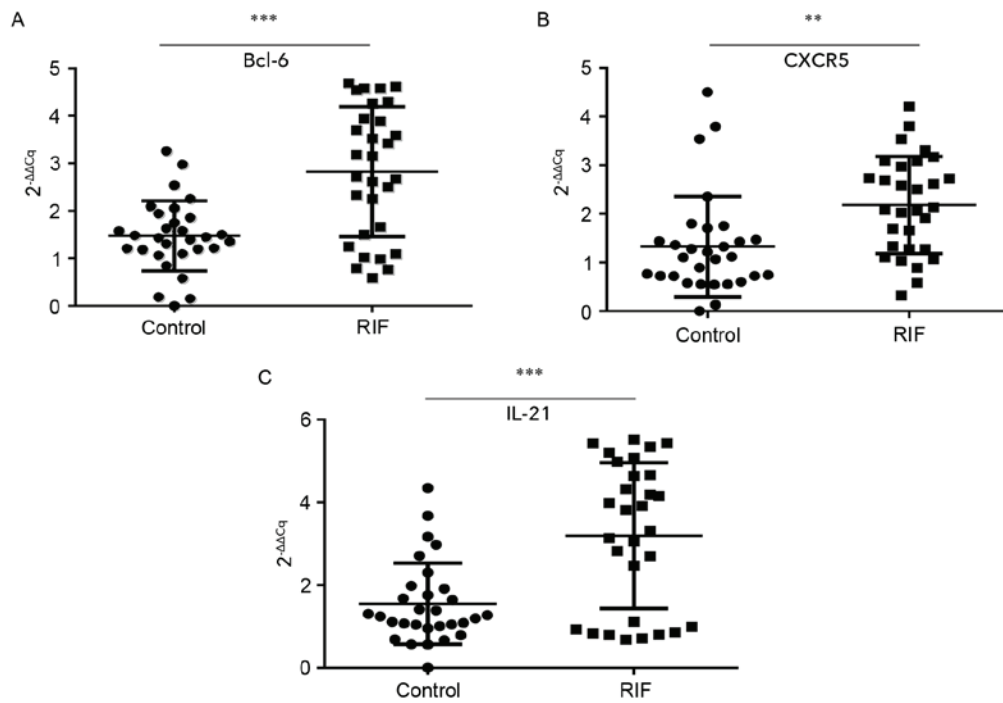 A
***
Bcl-6
5
4
3
2
1
0
2-ΔΔCq
Control
RIF
B
**
CXCR5
5
4
3
2
1
0
2-ΔΔCq
Control
RIF
C
***
IL-21
6
4
2
0
2-ΔΔCq
Control
RIF